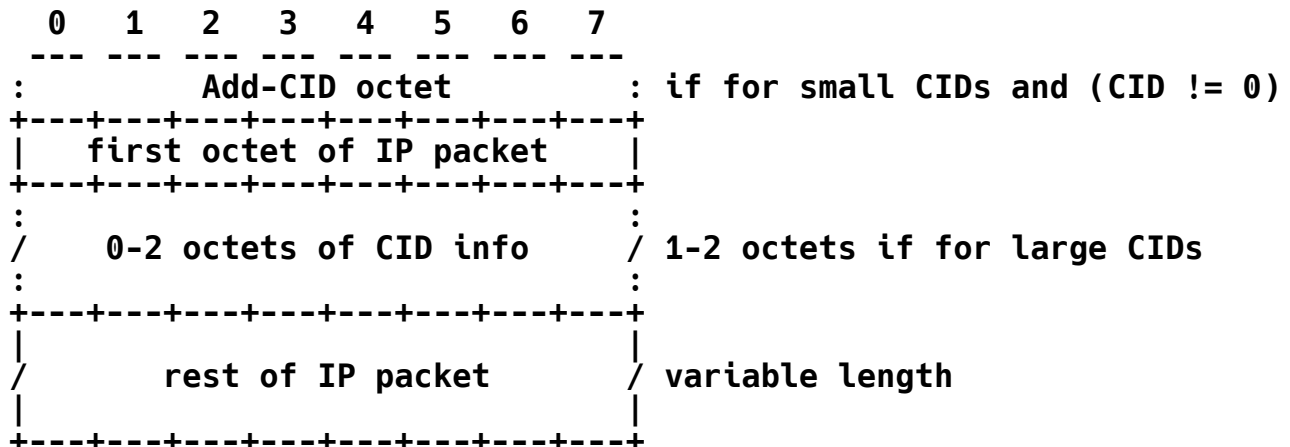 0   1   2   3   4   5   6   7
 --- --- --- --- --- --- --- ---
:         Add-CID octet         : if for small CIDs and (CID != 0)
+---+---+---+---+---+---+---+---+
|   first octet of IP packet    |
+---+---+---+---+---+---+---+---+
:                               :
/    0-2 octets of CID info     / 1-2 octets if for large CIDs
:                               :
+---+---+---+---+---+---+---+---+
|                               |
/       rest of IP packet       / variable length
|                               |
+---+---+---+---+---+---+---+---+